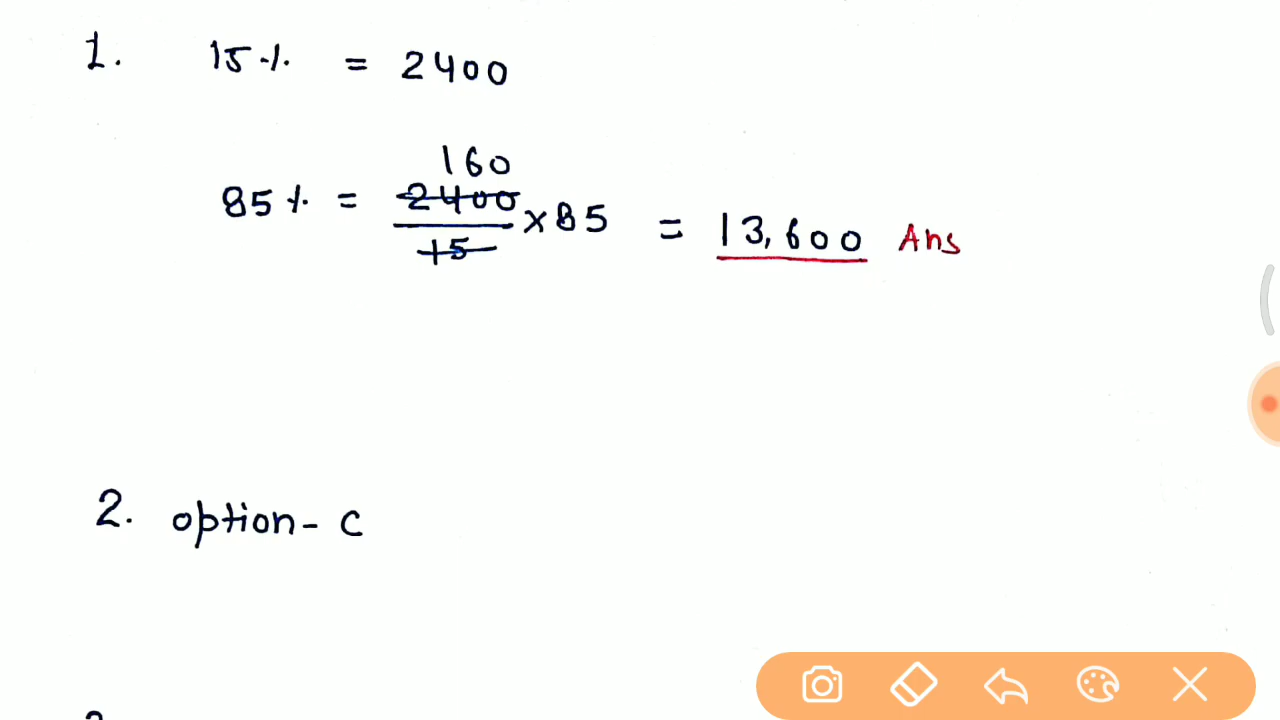 1. 15% = 2400
160
85% = 2400/15 × 85 = 13,600 Ans
2. option - C